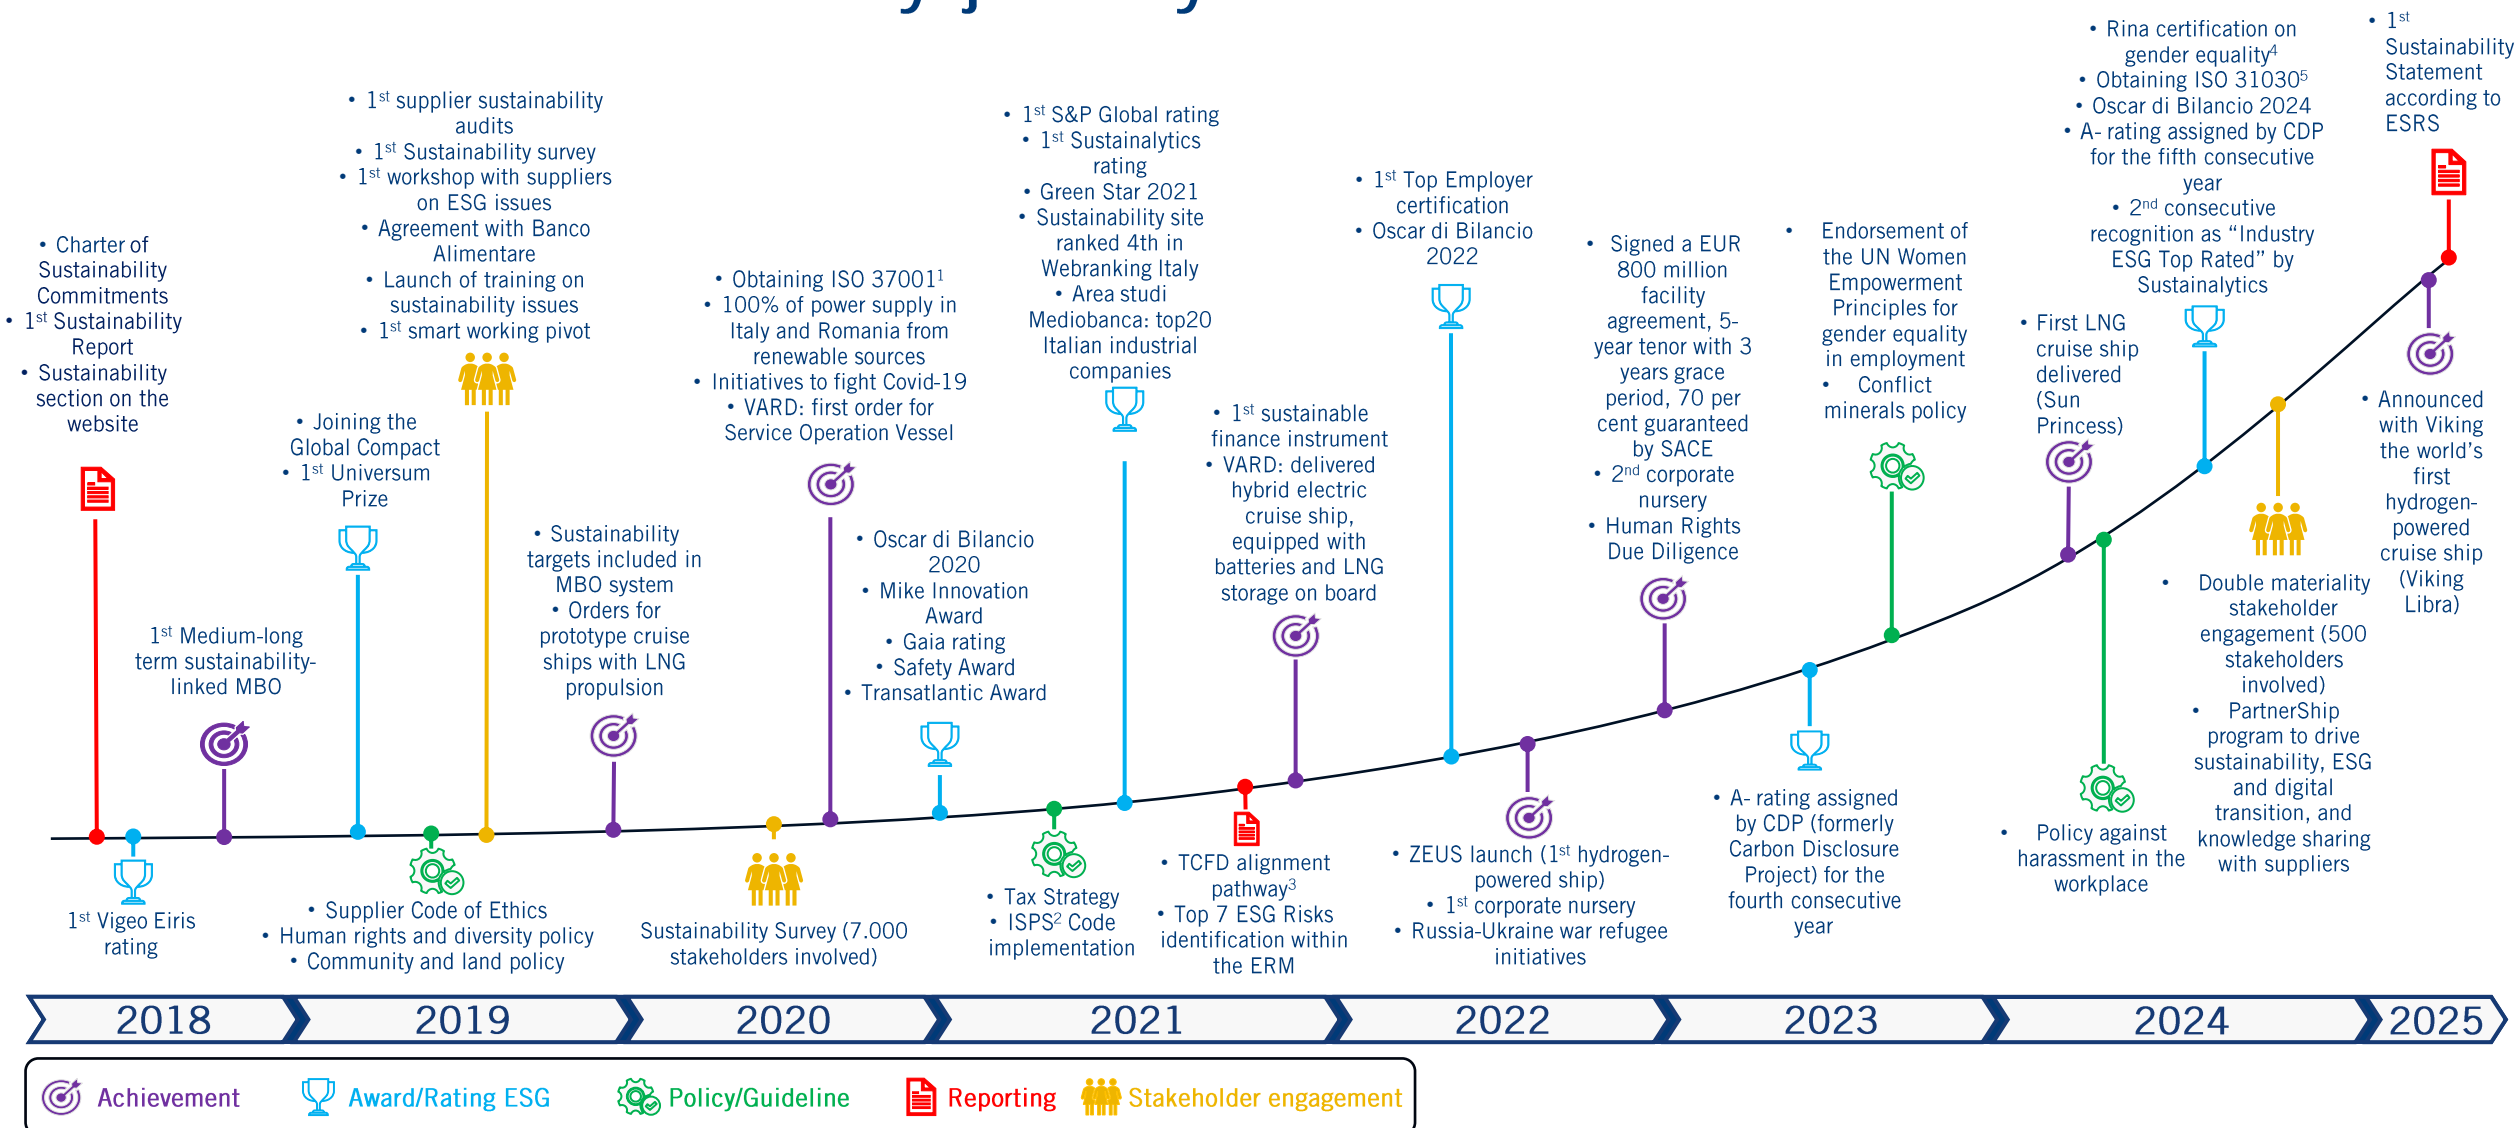 • Charter of
Sustainability
Commitments
• 1st Sustainability
Report
• Sustainability
section on the
website
1st Vigeo Eiris
rating
1st Medium-long
term sustainability-
linked MBO
• Joining the
Global Compact
• 1st Universum
Prize
• Supplier Code of Ethics
• Human rights and diversity policy
• Community and land policy
• 1st supplier sustainability
audits
• 1st Sustainability survey
• 1st workshop with suppliers
on ESG issues
• Agreement with Banco
Alimentare
• Launch of training on
sustainability issues
• 1st smart working pivot
• Sustainability
targets included in
MBO system
• Orders for
prototype cruise
ships with LNG
propulsion
Sustainability Survey (7.000
stakeholders involved)
• Obtaining ISO 37001¹
• 100% of power supply in
Italy and Romania from
renewable sources
• Initiatives to fight Covid-19
• VARD: first order for
Service Operation Vessel
• Oscar di Bilancio
2020
• Mike Innovation
Award
• Gaia rating
• Safety Award
• Transatlantic Award
• Tax Strategy
• ISPS² Code
implementation
• 1st S&P Global rating
• 1st Sustainalytics
rating
• Green Star 2021
• Sustainability site
ranked 4th in
Webranking Italy
• Area studi
Mediobanca: top20
Italian industrial
companies
• TCFD alignment
pathway³
• Top 7 ESG Risks
identification within
the ERM
• 1st sustainable
finance instrument
• VARD: delivered
hybrid electric
cruise ship,
equipped with
batteries and LNG
storage on board
• 1st Top Employer
certification
• Oscar di Bilancio
2022
• ZEUS launch (1st hydrogen-
powered ship)
• 1st corporate nursery
• Russia-Ukraine war refugee
initiatives
• Signed a EUR
800 million
facility
agreement, 5-
year tenor with 3
years grace
period, 70 per
cent guaranteed
by SACE
• 2nd corporate
nursery
• Human Rights
Due Diligence
• A- rating assigned
by CDP (formerly
Carbon Disclosure
Project) for the
fourth consecutive
year
• Endorsement of
the UN Women
Empowerment
Principles for
gender equality
in employment
• Conflict
minerals policy
• First LNG
cruise ship
delivered
(Sun
Princess)
• Policy against
harassment in the
workplace
• Rina certification on
gender equality⁴
• Obtaining ISO 31030⁵
• Oscar di Bilancio 2024
• A- rating assigned by CDP
for the fifth consecutive
year
• 2nd consecutive
recognition as “Industry
ESG Top Rated” by
Sustainalytics
• Double materiality
stakeholder
engagement (500
stakeholders
involved)
• PartnerShip
program to drive
sustainability, ESG
and digital
transition, and
knowledge sharing
with suppliers
• 1st
Sustainability
Statement
according to
ESRS
• Announced
with Viking
the world’s
first
hydrogen-
powered
cruise ship
(Viking
Libra)
2018 2019 2020 2021 2022 2023 2024 2025
Achievement Award/Rating ESG Policy/Guideline Reporting Stakeholder engagement